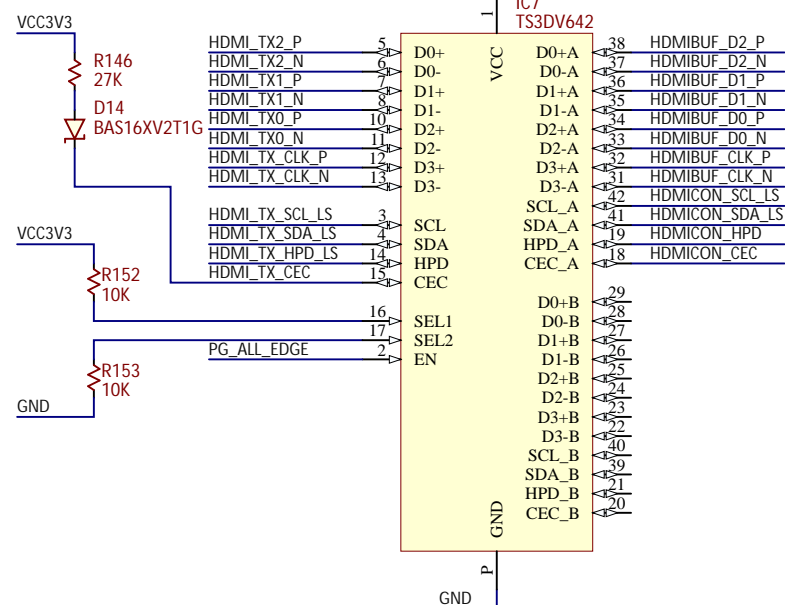 IC7
TS3DV642
1
VCC
VCC3V3
R146
27K
D14
BAS16XV2T1G
HDMI_TX2_P 5 D0+
HDMI_TX2_N 6 D0-
HDMI_TX1_P 7 D1+
HDMI_TX1_N 8 D1-
HDMI_TX0_P 10 D2+
HDMI_TX0_N 11 D2-
HDMI_TX_CLK_P 12 D3+
HDMI_TX_CLK_N 13 D3-
HDMI_TX_SCL_LS 3 SCL
HDMI_TX_SDA_LS 4 SDA
HDMI_TX_HPD_LS 14 HPD
HDMI_TX_CEC 15 CEC
VCC3V3
R152
10K
16 SEL1
17 SEL2
PG_ALL_EDGE 2 EN
R153
10K
GND
D0+A 38 HDMIBUF_D2_P
D0-A 37 HDMIBUF_D2_N
D1+A 36 HDMIBUF_D1_P
D1-A 35 HDMIBUF_D1_N
D2+A 34 HDMIBUF_D0_P
D2-A 33 HDMIBUF_D0_N
D3+A 32 HDMIBUF_CLK_P
D3-A 31 HDMIBUF_CLK_N
SCL_A 42 HDMICON_SCL_LS
SDA_A 41 HDMICON_SDA_LS
HPD_A 19 HDMICON_HPD
CEC_A 18 HDMICON_CEC
D0+B 29
D0-B 28
D1+B 27
D1-B 26
D2+B 25
D2-B 24
D3+B 23
D3-B 22
SCL_B 40
SDA_B 39
HPD_B 21
CEC_B 20
GND
P
GND